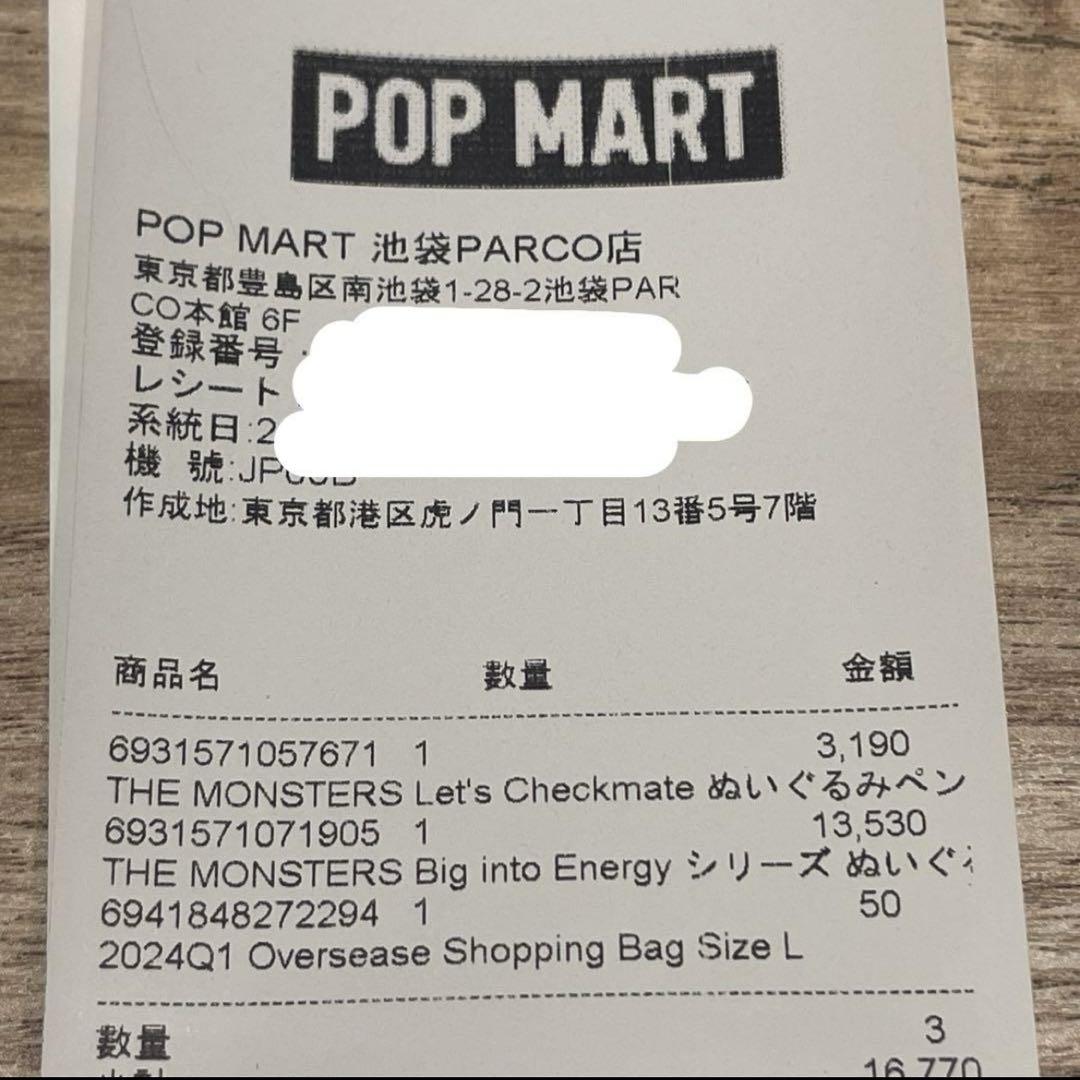 POP MART
POP MART 池袋PARCO店
東京都豊島区南池袋1-28-2池袋PAR
CO本館 6F
登録番号
レシート
系統日:2
機 號:JP
作成地:東京都港区虎ノ門一丁目13番5号7階
商品名 數量 金額
6931571057671 1 3,190
THE MONSTERS Let's Checkmate ぬいぐるみペン
6931571071905 1 13,530
THE MONSTERS Big into Energy シリーズ ぬいぐ
6941848272294 1 50
2024Q1 Oversease Shopping Bag Size L
數量 3
16,770